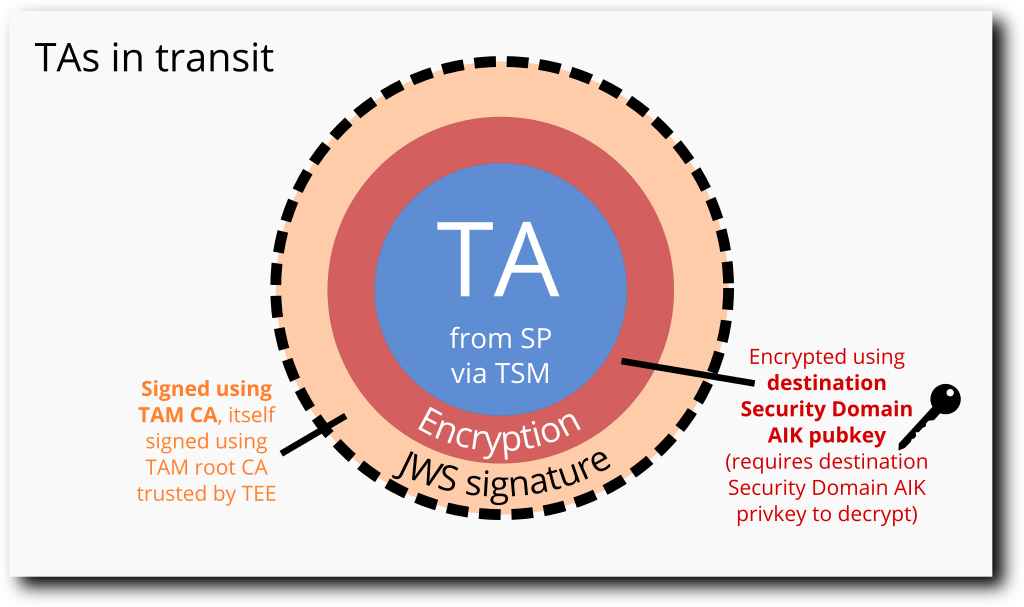 TAs in transit
TA
from SP
via TSM
Encryption
JWS signature
Signed using
TAM CA, itself
signed using
TAM root CA
trusted by TEE
Encrypted using
destination
Security Domain
AIK pubkey
(requires destination
Security Domain AIK
privkey to decrypt)